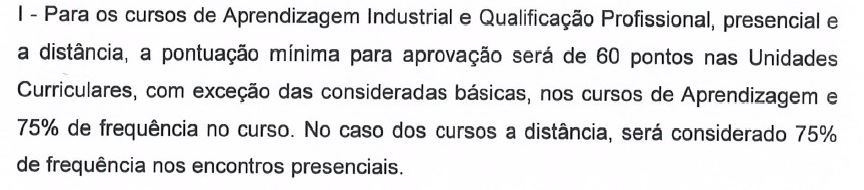 I - Para os cursos de Aprendizagem Industrial e Qualificação Profissional, presencial e
a distância, a pontuação mínima para aprovação será de 60 pontos nas Unidades
Curriculares, com exceção das consideradas básicas, nos cursos de Aprendizagem e
75% de frequência no curso. No caso dos cursos a distância, será considerado 75%
de frequência nos encontros presenciais.